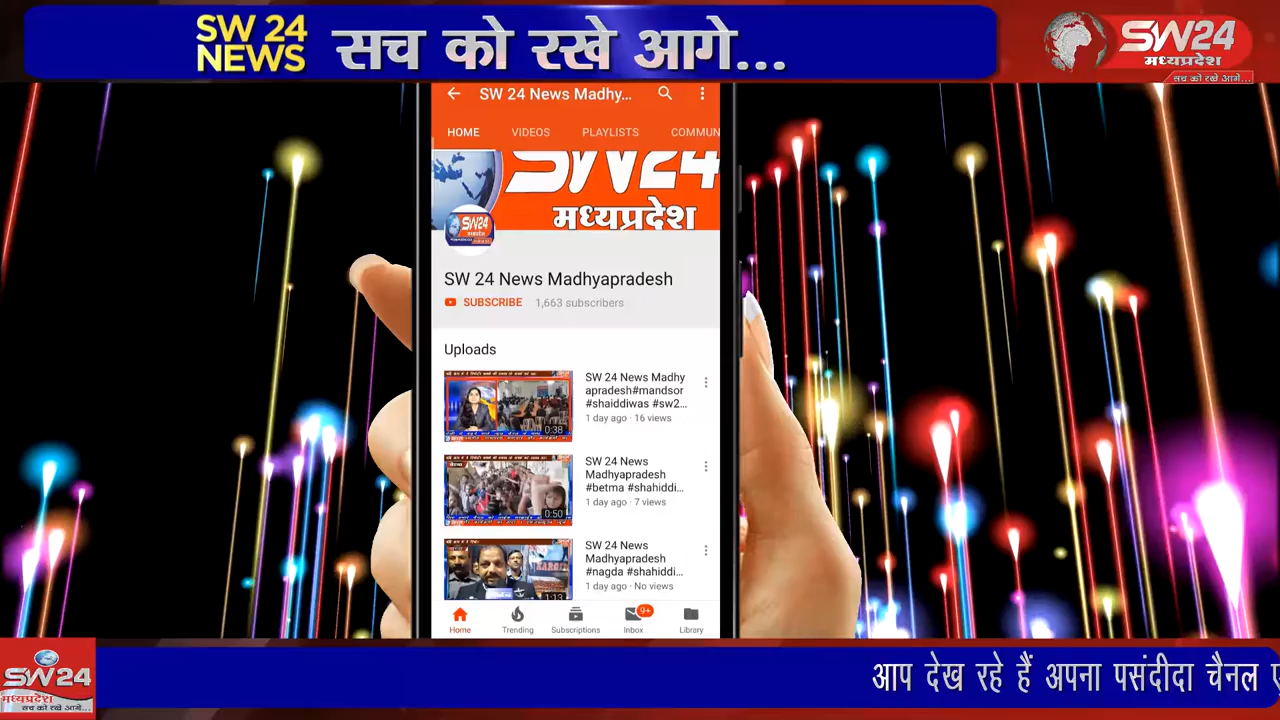 SW 24
NEWS
सच को रखे आगे...
SW24
मध्यप्रदेश
सच को रखे आगे...
SW 24 News Madhy...
HOME VIDEOS PLAYLISTS COMMUN
SW24
मध्यप्रदेश
SW24
SW 24 News Madhyapradesh
SUBSCRIBE 1,663 subscribers
Uploads
SW 24 News Madhy
apradesh#mandsor
#shaiddiwas #sw2...
1 day ago · 16 views
0:38
SW 24 News
Madhyapradesh
#betma #shahiddi...
1 day ago · 7 views
0:50
SW 24 News
Madhyapradesh
#nagda #shahiddi...
1 day ago · No views
1:13
9+
Home Trending Subscriptions Inbox Library
SW24
मध्यप्रदेश
सच को रखे आगे...
आप देख रहे हैं अपना पसंदीदा चैनल